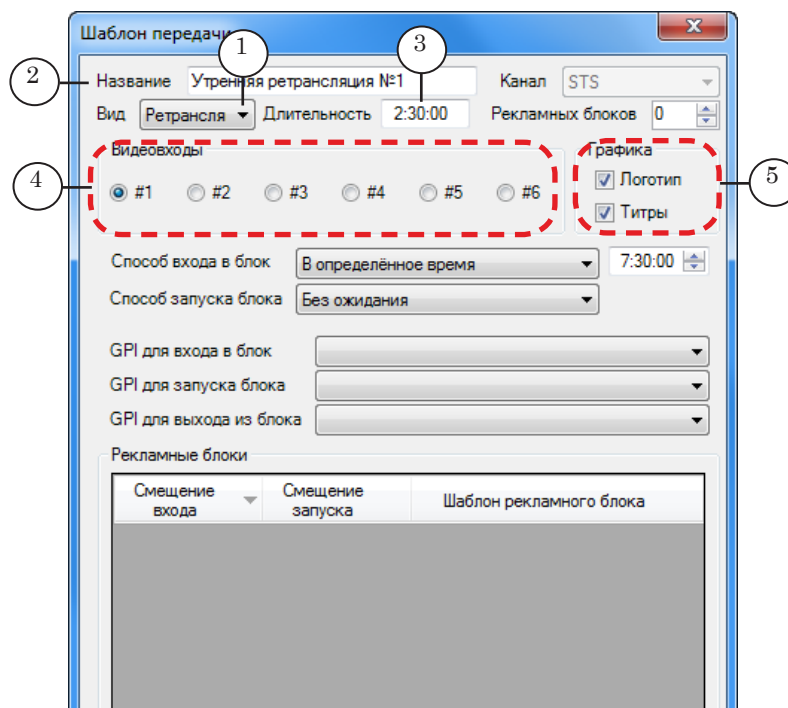 Шаблон передачи
1
3
2
Название Утренняя ретрансляция №1 Канал STS
Вид Ретрансля Длительность 2:30:00 Рекламных блоков 0
Видеовходы Графика
4
#1 #2 #3 #4 #5 #6
Логотип
5
Титры
Способ входа в блок В определённое время 7:30:00
Способ запуска блока Без ожидания
GPI для входа в блок
GPI для запуска блока
GPI для выхода из блока
Рекламные блоки
Смещение входа Смещение запуска Шаблон рекламного блока